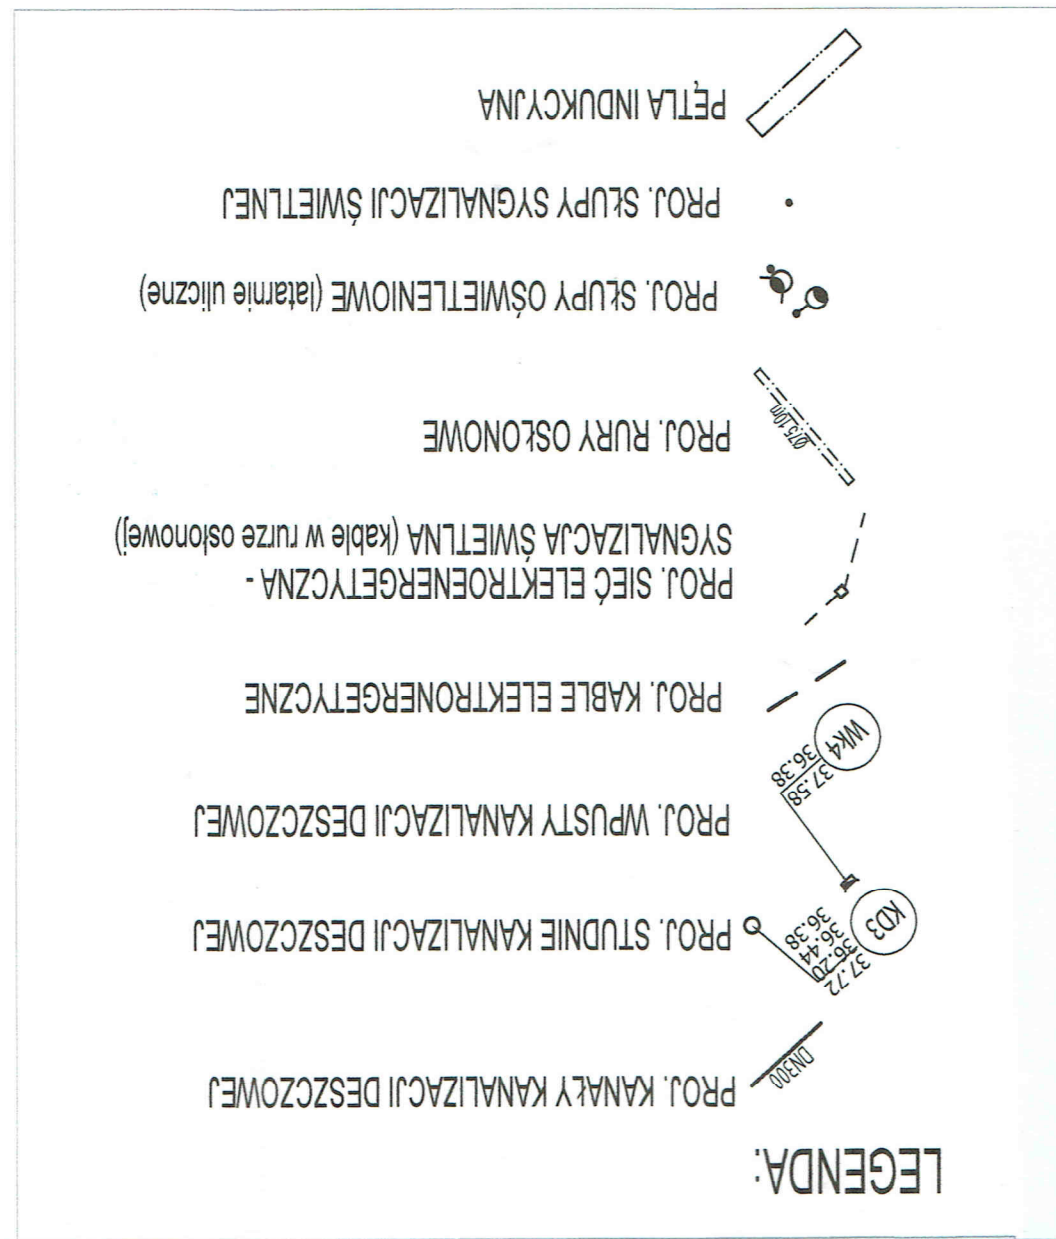 LEGENDA:
DN300
PROJ. KANAŁY KANALIZACJI DESZCZOWEJ
KD3
37.72
36.20
36.44
36.38
PROJ. STUDNIE KANALIZACJI DESZCZOWEJ
PROJ. WPUSTY KANALIZACJI DESZCZOWEJ
Wk4
37.58
36.38
PROJ. KABLE ELEKTRONERGETYCZNE
PROJ. SIEĆ ELEKTROENERGETYCZNA -
SYGNALIZACJA ŚWIETLNA (kable w rurze osłonowej)
Ø75 10m
PROJ. RURY OSŁONOWE
PROJ. SŁUPY OŚWIETLENIOWE (latarnie uliczne)
PROJ. SŁUPY SYGNALIZACJI ŚWIETLNEJ
PĘTLA INDUKCYJNA